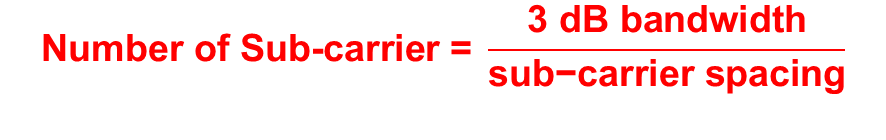 Number of Sub-carrier = 3 dB bandwidth
sub−carrier spacing